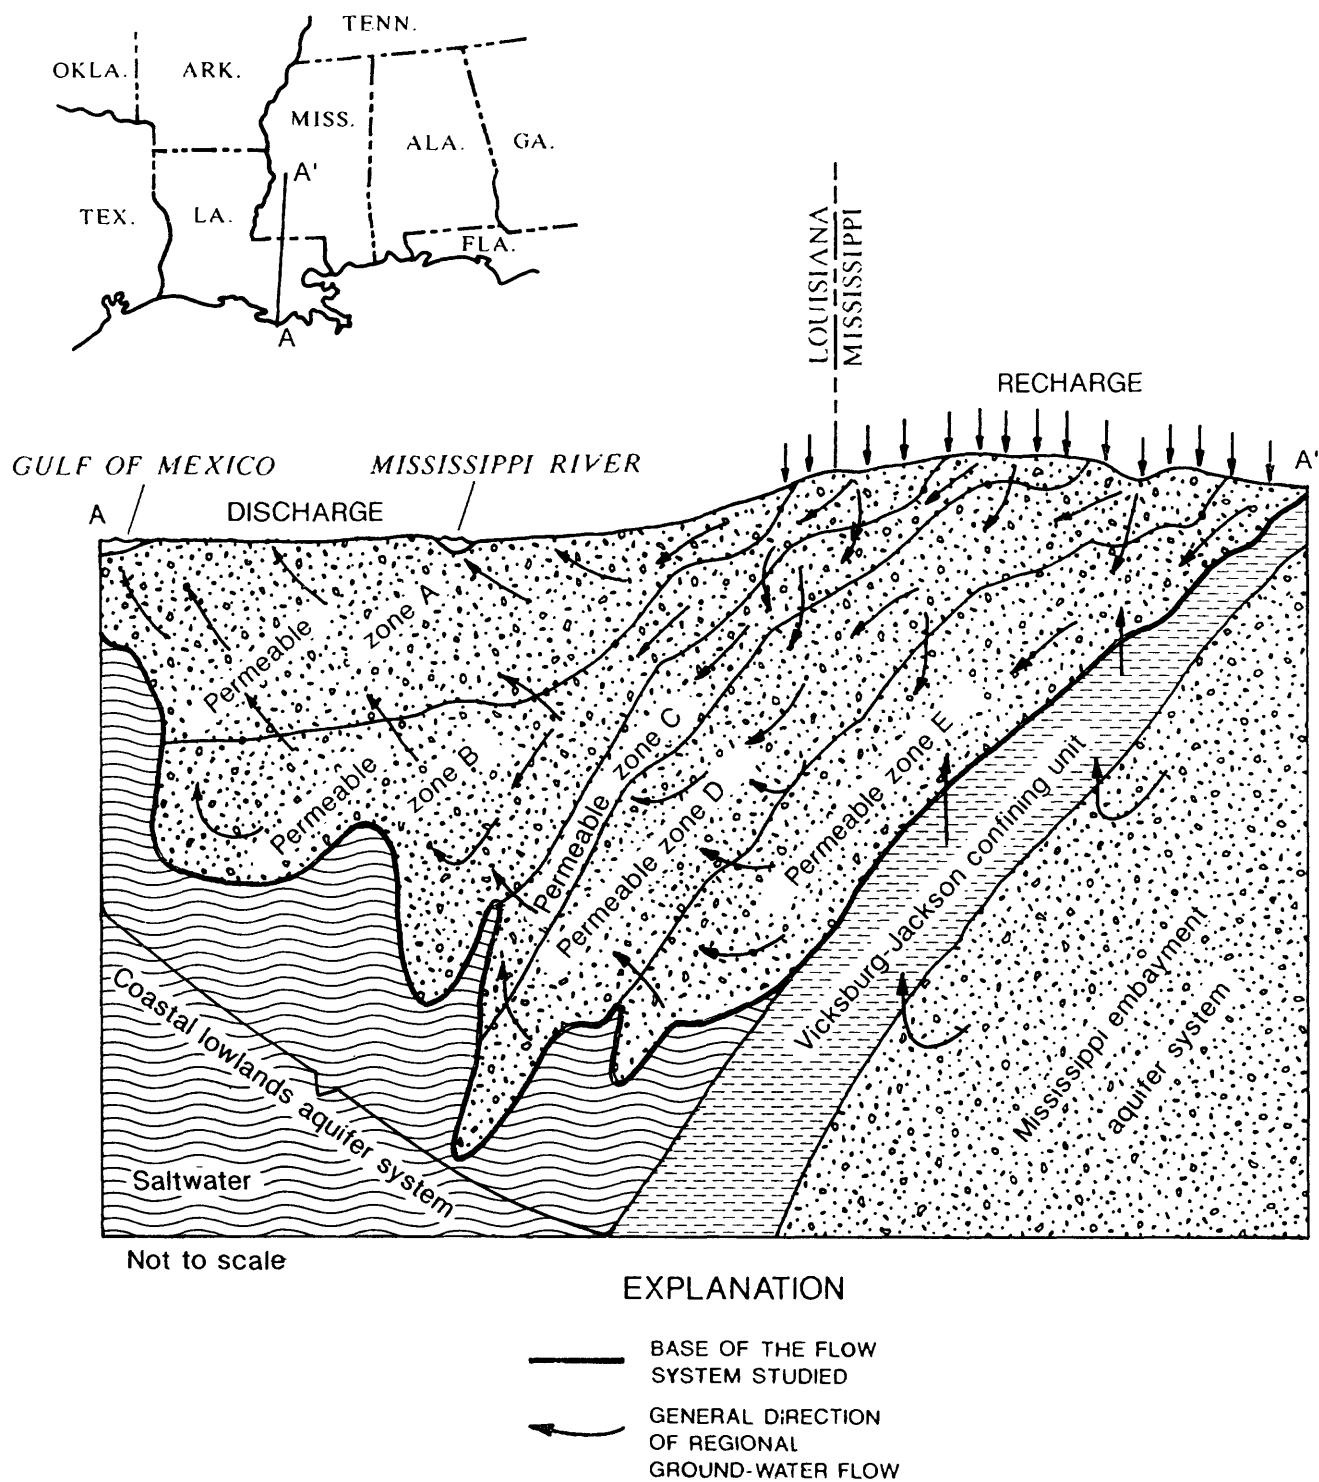 TENN.
OKLA.
ARK.
MISS.
ALA.
GA.
A'
TEX.
LA.
FLA.
A
LOUISIANA
MISSISSIPPI
RECHARGE
GULF OF MEXICO
MISSISSIPPI RIVER
A'
A
DISCHARGE
Permeable zone A
Permeable zone B
Permeable zone C
Permeable zone D
Permeable zone E
Vicksburg-Jackson confining unit
Mississippi embayment
aquifer system
Coastal lowlands aquifer system
Saltwater
Not to scale
EXPLANATION
BASE OF THE FLOW
SYSTEM STUDIED
GENERAL DIRECTION
OF REGIONAL
GROUND-WATER FLOW